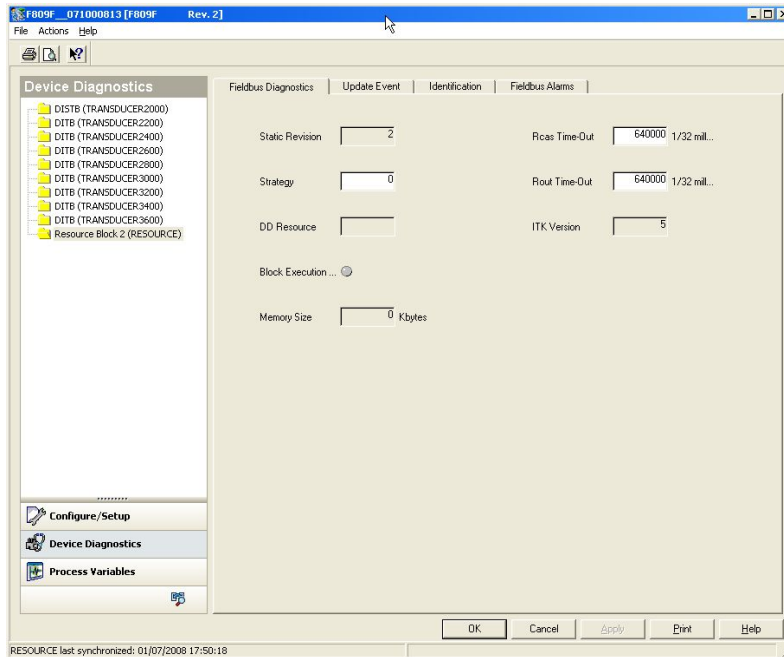 F809F__071000813 [F809F Rev. 2]
File Actions Help
Device Diagnostics
DISTB (TRANSDUCER2000)
DITB (TRANSDUCER2200)
DITB (TRANSDUCER2400)
DITB (TRANSDUCER2600)
DITB (TRANSDUCER2800)
DITB (TRANSDUCER3000)
DITB (TRANSDUCER3200)
DITB (TRANSDUCER3400)
DITB (TRANSDUCER3600)
Resource Block 2 (RESOURCE)
Configure/Setup
Device Diagnostics
Process Variables
Fieldbus Diagnostics Update Event Identification Fieldbus Alarms
Static Revision 2 Rcas Time-Out 640000 1/32 mill...
Strategy 0 Rout Time-Out 640000 1/32 mill...
DD Resource ITK Version 5
Block Execution ...
Memory Size 0 Kbytes
OK Cancel Apply Print Help
RESOURCE last synchronized: 01/07/2008 17:50:18